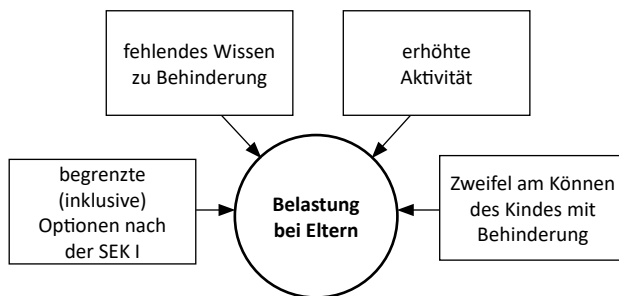 fehlendes Wissen
zu Behinderung
erhöhte
Aktivität
begrenzte
(inklusive)
Optionen nach
der SEK I
Belastung
bei Eltern
Zweifel am Können
des Kindes mit
Behinderung